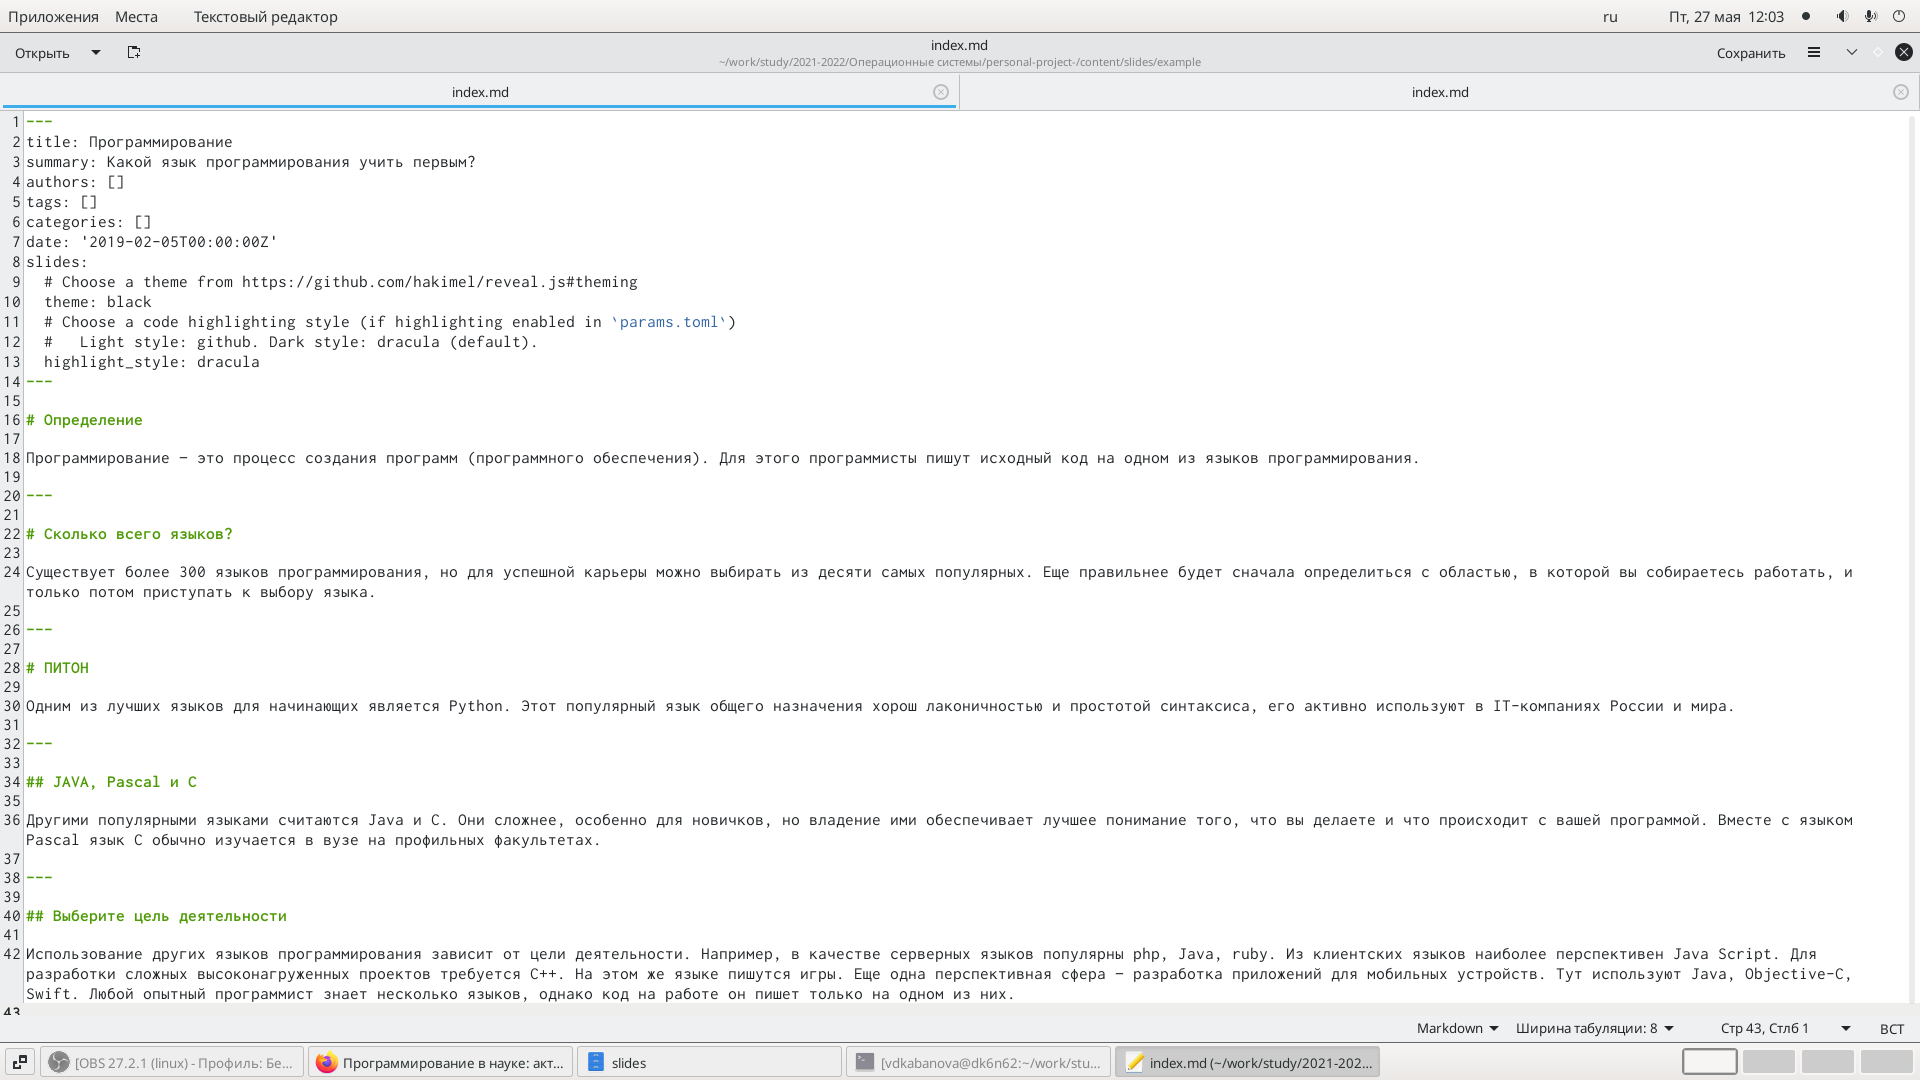 Приложения Места Текстовый редактор ru Пт, 27 мая 12:03
Открыть index.md Сохранить
~/work/study/2021-2022/Операционные системы/personal-project-/content/slides/example
index.md index.md
1 ---
2 title: Программирование
3 summary: Какой язык программирования учить первым?
4 authors: []
5 tags: []
6 categories: []
7 date: '2019-02-05T00:00:00Z'
8 slides:
9   # Choose a theme from https://github.com/hakimel/reveal.js#theming
10   theme: black
11   # Choose a code highlighting style (if highlighting enabled in `params.toml`)
12   #   Light style: github. Dark style: dracula (default).
13   highlight_style: dracula
14 ---
15
16 # Определение
17
18 Программирование – это процесс создания программ (программного обеспечения). Для этого программисты пишут исходный код на одном из языков программирования.
19
20 ---
21
22 # Сколько всего языков?
23
24 Существует более 300 языков программирования, но для успешной карьеры можно выбирать из десяти самых популярных. Еще правильнее будет сначала определиться с областью, в которой вы собираетесь работать, и
только потом приступать к выбору языка.
25
26 ---
27
28 # ПИТОН
29
30 Одним из лучших языков для начинающих является Python. Этот популярный язык общего назначения хорош лаконичностью и простотой синтаксиса, его активно используют в IT-компаниях России и мира.
31
32 ---
33
34 ## JAVA, Pascal и C
35
36 Другими популярными языками считаются Java и C. Они сложнее, особенно для новичков, но владение ими обеспечивает лучшее понимание того, что вы делаете и что происходит с вашей программой. Вместе с языком
Pascal язык C обычно изучается в вузе на профильных факультетах.
37
38 ---
39
40 ## Выберите цель деятельности
41
42 Использование других языков программирования зависит от цели деятельности. Например, в качестве серверных языков популярны php, Java, ruby. Из клиентских языков наиболее перспективен Java Script. Для
разработки сложных высоконагруженных проектов требуется C++. На этом же языке пишутся игры. Еще одна перспективная сфера – разработка приложений для мобильных устройств. Тут используют Java, Objective-C,
Swift. Любой опытный программист знает несколько языков, однако код на работе он пишет только на одном из них.
43
Markdown Ширина табуляции: 8 Стр 43, Стлб 1 ВСТ
[OBS 27.2.1 (linux) - Профиль: Бе... Программирование в науке: акт... slides [vdkabanova@dk6n62:~/work/stu... index.md (~/work/study/2021-202...